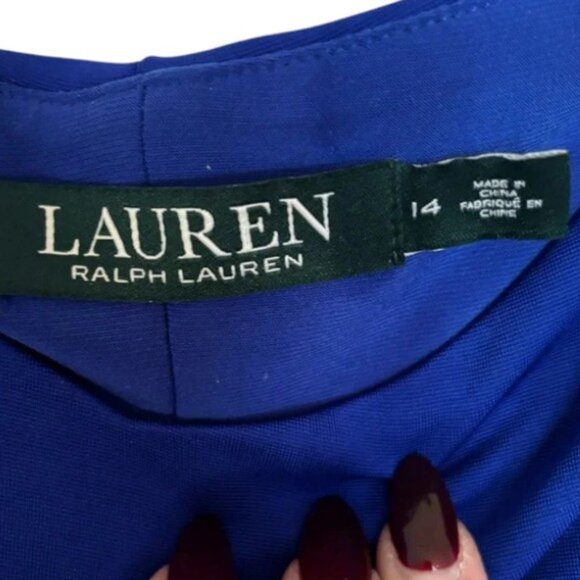 LAUREN
RALPH LAUREN
14
MADE IN
CHINA
FABRIQUÉ EN
CHINE